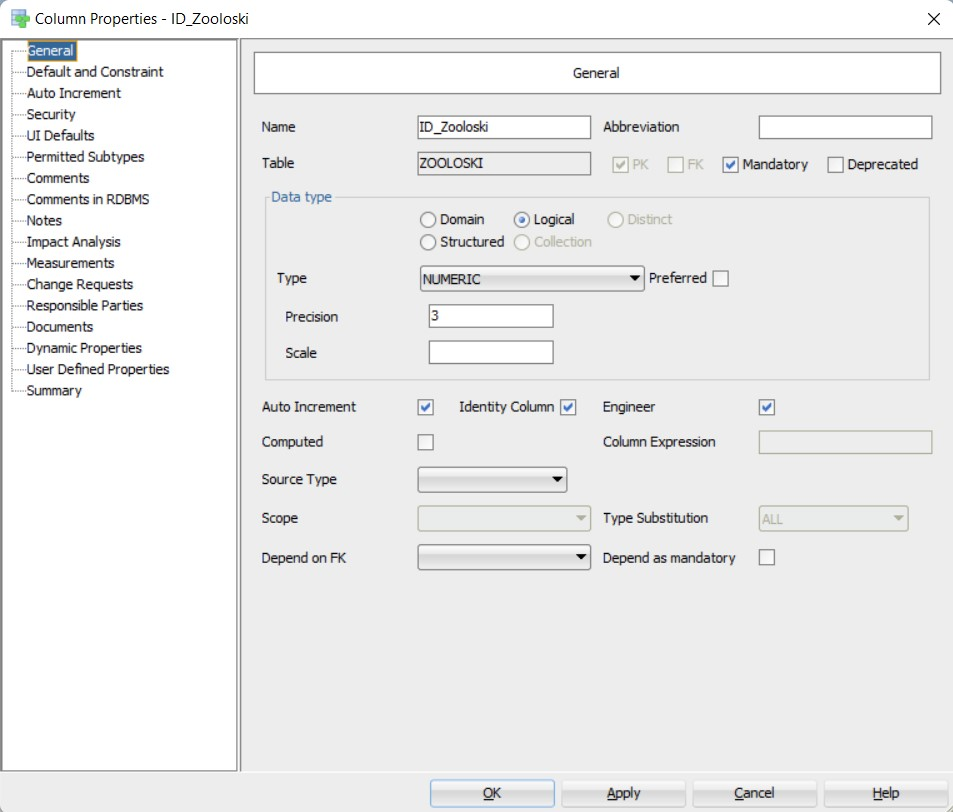 Column Properties - ID_Zooloski
General
Default and Constraint
Auto Increment
Security
UI Defaults
Permitted Subtypes
Comments
Comments in RDBMS
Notes
Impact Analysis
Measurements
Change Requests
Responsible Parties
Documents
Dynamic Properties
User Defined Properties
Summary
General
Name ID_Zooloski Abbreviation
Table ZOOLOSKI PK FK Mandatory Deprecated
Data type
Domain Logical Distinct
Structured Collection
Type NUMERIC Preferred
Precision 3
Scale
Auto Increment Identity Column Engineer
Computed Column Expression
Source Type
Scope Type Substitution ALL
Depend on FK Depend as mandatory
OK Apply Cancel Help